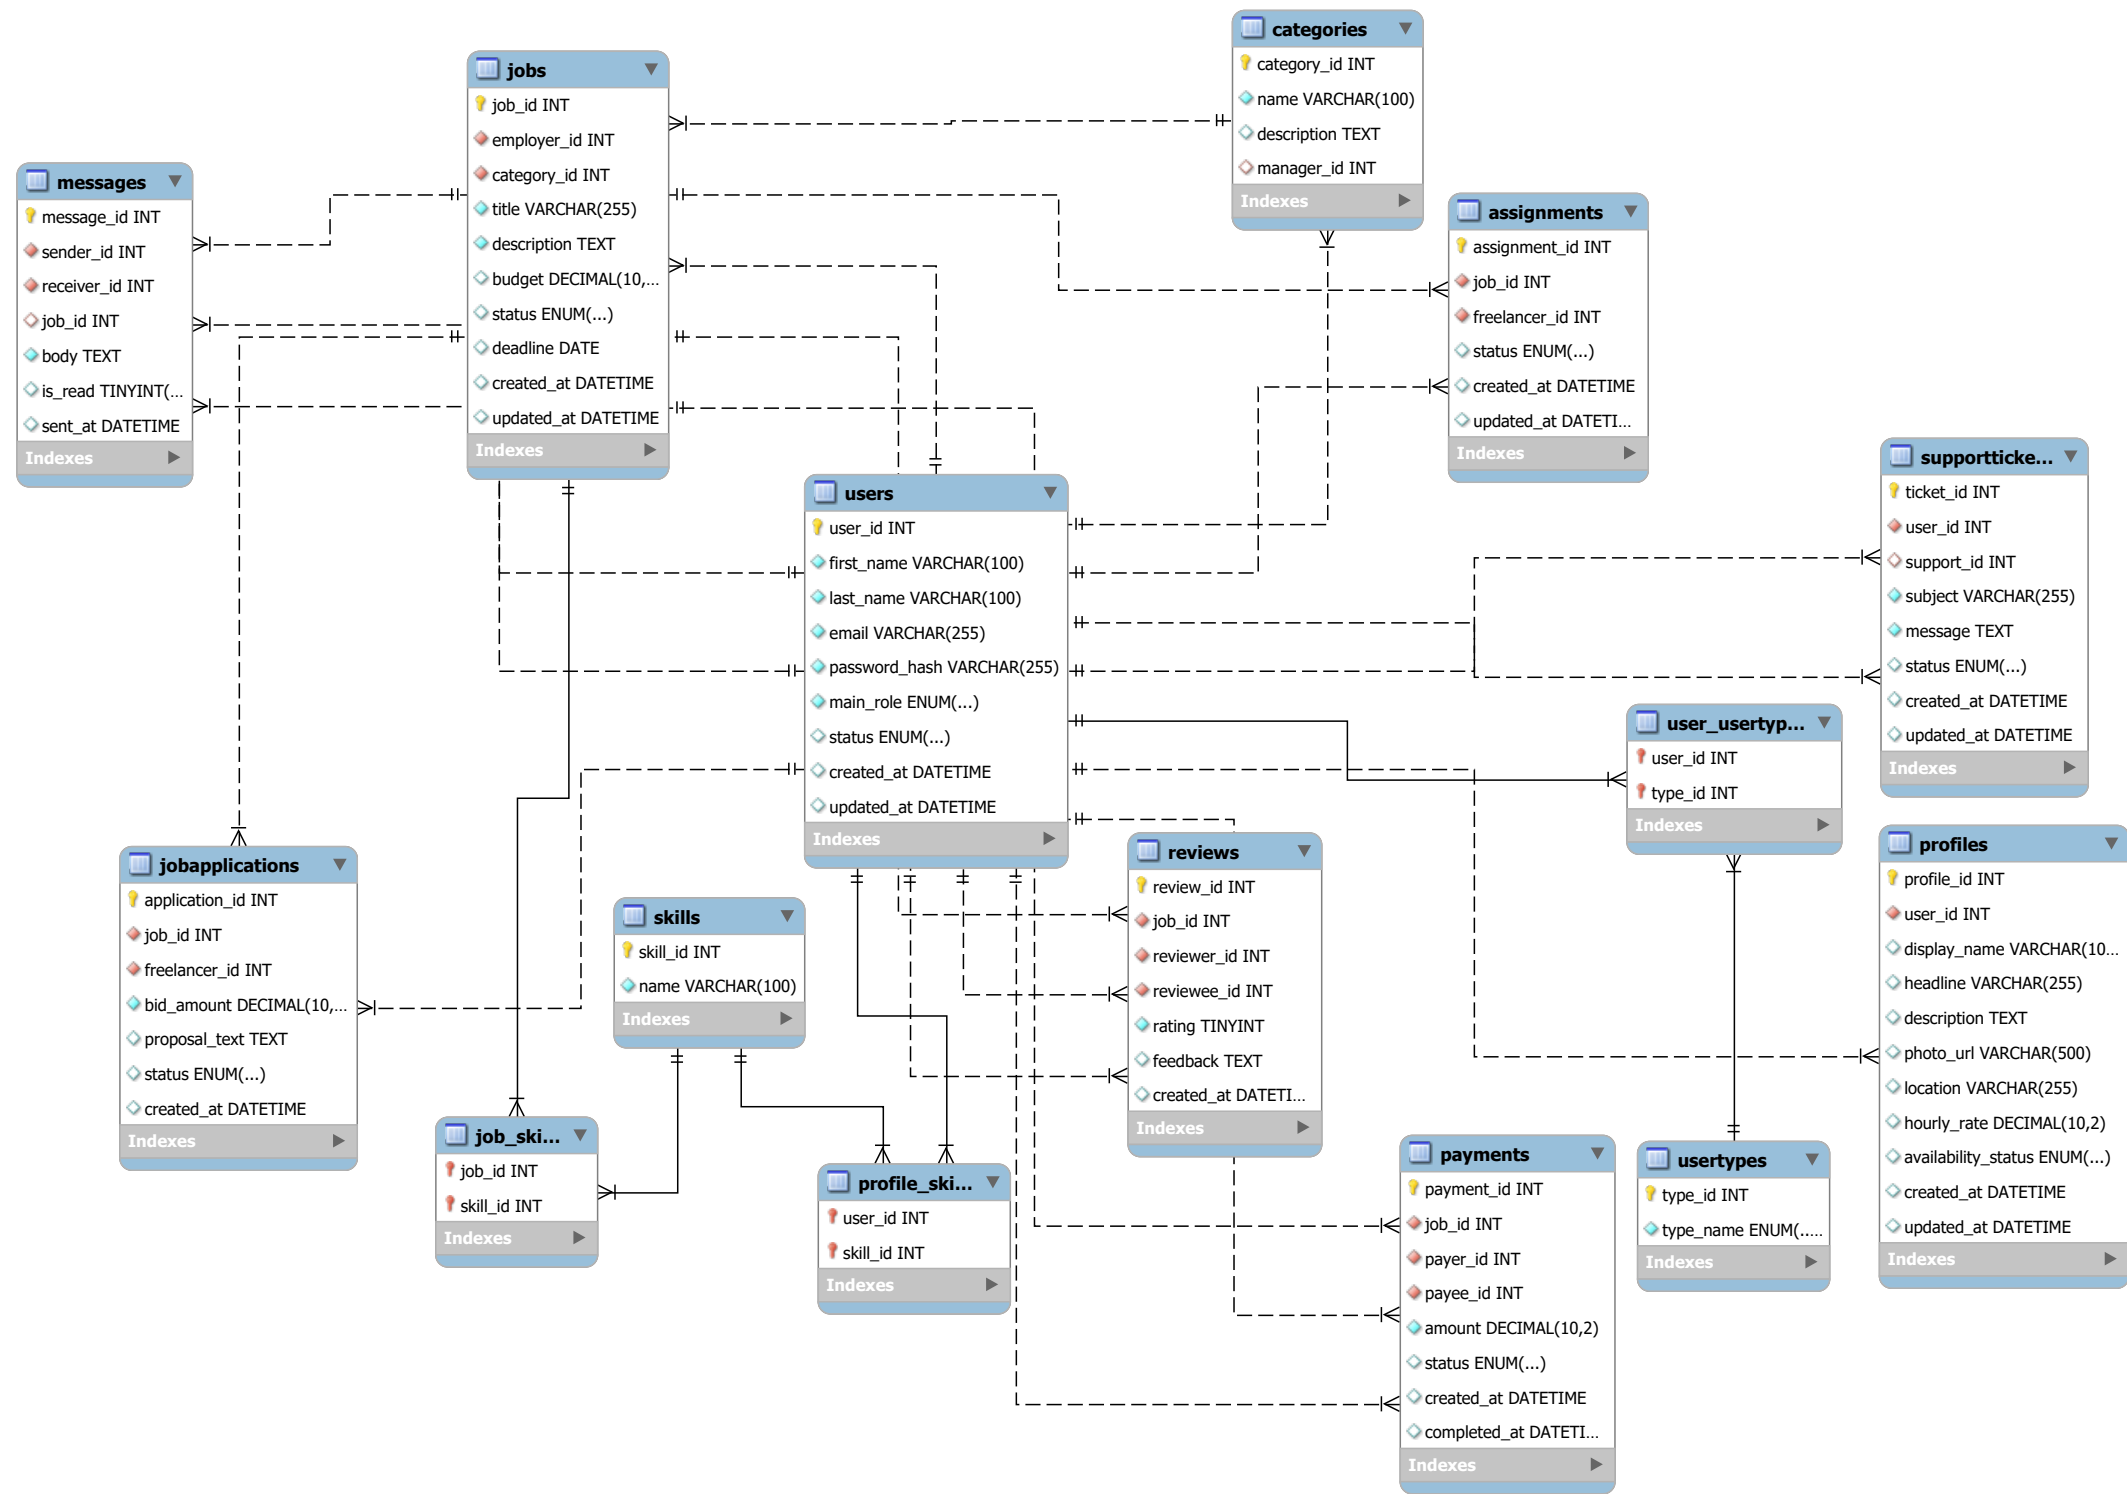 categories
category_id INT
name VARCHAR(100)
description TEXT
manager_id INT
Indexes
jobs
job_id INT
employer_id INT
category_id INT
title VARCHAR(255)
description TEXT
budget DECIMAL(10,...
status ENUM(...)
deadline DATE
created_at DATETIME
updated_at DATETIME
Indexes
messages
message_id INT
sender_id INT
receiver_id INT
job_id INT
body TEXT
is_read TINYINT(...
sent_at DATETIME
Indexes
assignments
assignment_id INT
job_id INT
freelancer_id INT
status ENUM(...)
created_at DATETIME
updated_at DATETI...
Indexes
supporttticke...
ticket_id INT
user_id INT
support_id INT
subject VARCHAR(255)
message TEXT
status ENUM(...)
created_at DATETIME
updated_at DATETIME
Indexes
users
user_id INT
first_name VARCHAR(100)
last_name VARCHAR(100)
email VARCHAR(255)
password_hash VARCHAR(255)
main_role ENUM(...)
status ENUM(...)
created_at DATETIME
updated_at DATETIME
Indexes
user_usertyp...
user_id INT
type_id INT
Indexes
profiles
profile_id INT
user_id INT
display_name VARCHAR(10...
headline VARCHAR(255)
description TEXT
photo_url VARCHAR(500)
location VARCHAR(255)
hourly_rate DECIMAL(10,2)
availability_status ENUM(...)
created_at DATETIME
updated_at DATETIME
Indexes
reviews
review_id INT
job_id INT
reviewer_id INT
reviewee_id INT
rating TINYINT
feedback TEXT
created_at DATETI...
Indexes
jobapplications
application_id INT
job_id INT
freelancer_id INT
bid_amount DECIMAL(10,...
proposal_text TEXT
status ENUM(...)
created_at DATETIME
Indexes
skills
skill_id INT
name VARCHAR(100)
Indexes
job_ski...
job_id INT
skill_id INT
Indexes
profile_ski...
user_id INT
skill_id INT
Indexes
payments
payment_id INT
job_id INT
payer_id INT
payee_id INT
amount DECIMAL(10,2)
status ENUM(...)
created_at DATETIME
completed_at DATETI...
Indexes
usertypes
type_id INT
type_name ENUM(.....
Indexes